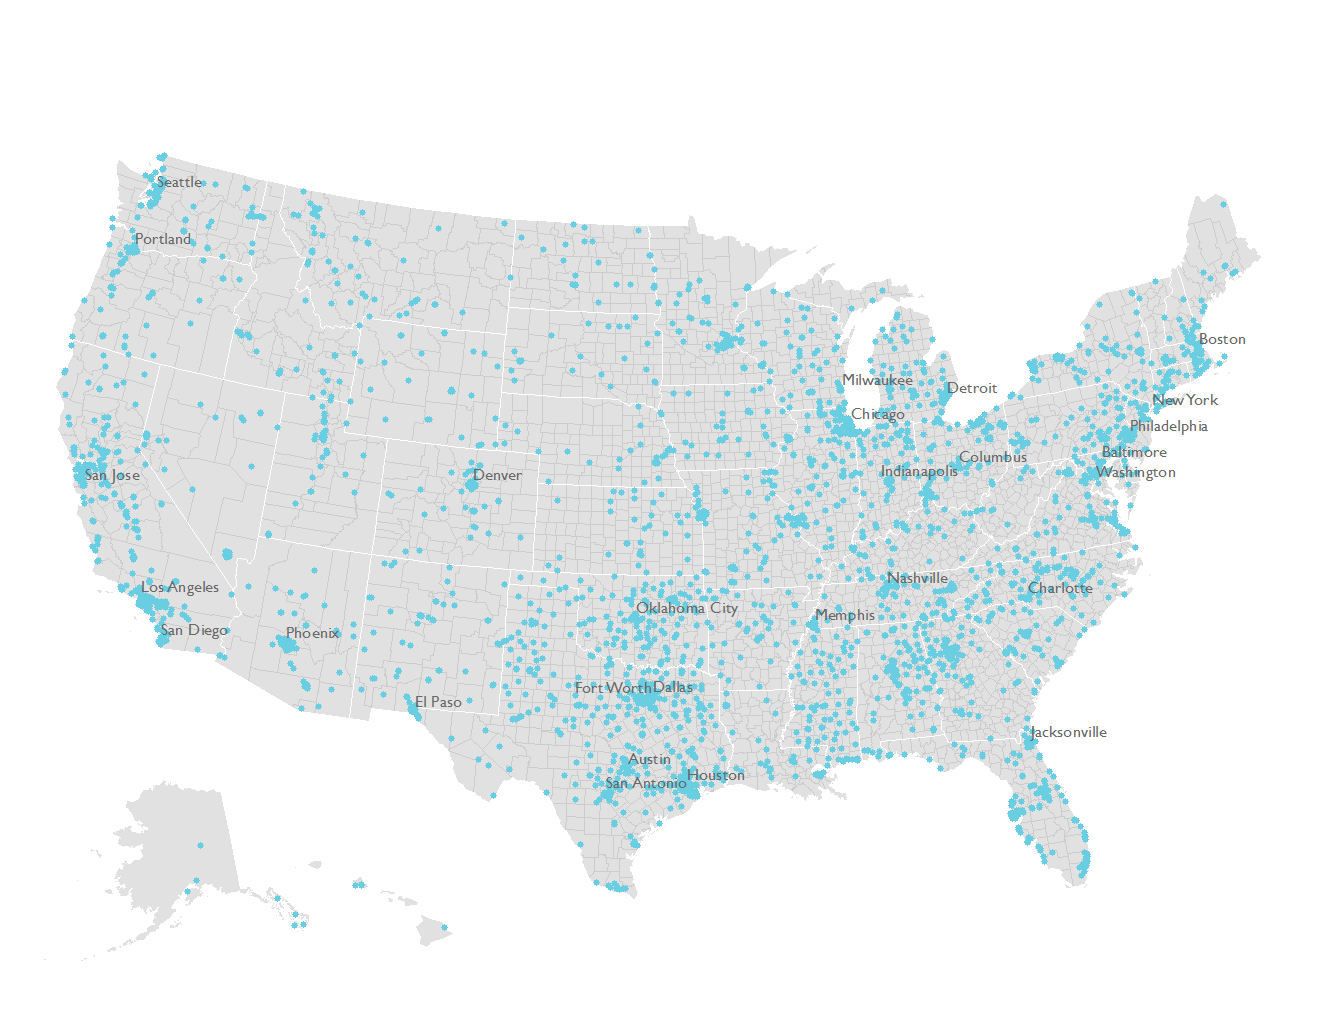 Seattle
Portland
Boston
Milwaukee
Detroit
New York
Chicago
Philadelphia
Baltimore
Columbus
Indianapolis
Washington
San Jose
Denver
Nashville
Los Angeles
Charlotte
Oklahoma City
Memphis
San Diego
Phoenix
Fort Worth
Dallas
El Paso
Jacksonville
Austin
Houston
San Antonio